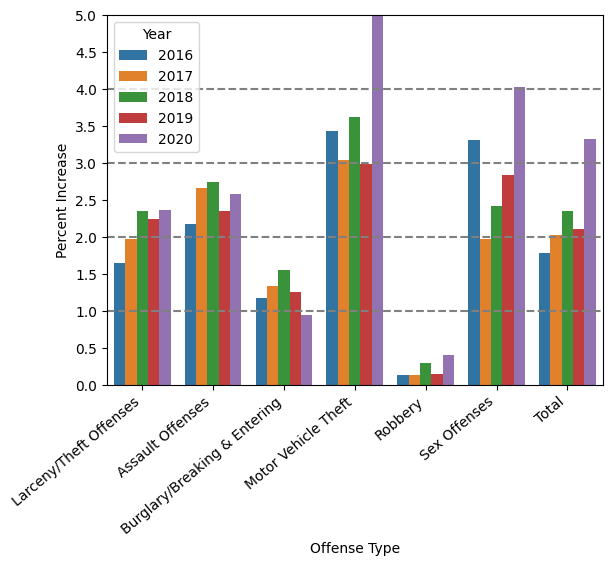 Year
2016
2017
2018
2019
2020
Percent Increase
5.0
4.5
4.0
3.5
3.0
2.5
2.0
1.5
1.0
0.5
0.0
Larceny/Theft Offenses
Assault Offenses
Burglary/Breaking & Entering
Motor Vehicle Theft
Robbery
Sex Offenses
Total
Offense Type